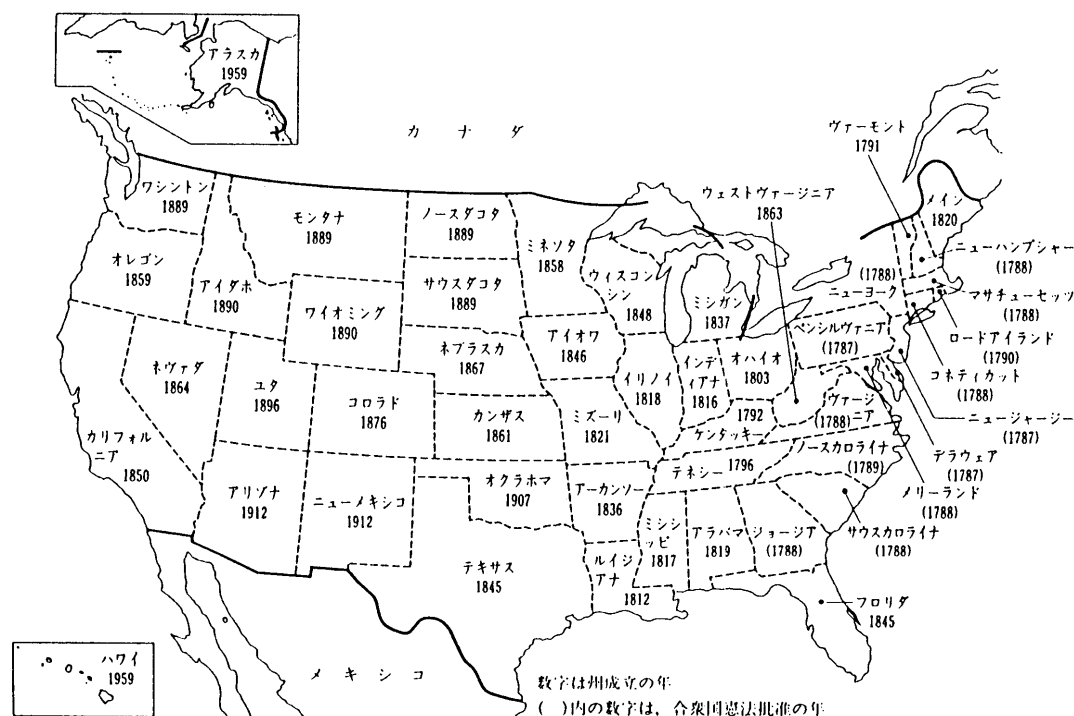 アラスカ
1959
カナダ
ワシントン
1889
モンタナ
1889
ノースダコタ
1889
ミネソタ
1858
ウィスコン
シン
1848
ミシガン
1837
ウェストヴァージニア
1863
ヴァーモント
1791
メイン
1820
ニューハンプシャー
(1788)
マサチューセッツ
(1788)
ロードアイランド
(1790)
コネティカット
(1788)
ニュージャージー
(1787)
デラウェア
(1787)
メリーランド
(1788)
(1788)
ニューヨーク
ペンシルヴァニア
(1787)
オレゴン
1859
アイダホ
1890
ワイオミング
1890
サウスダコタ
1889
アイオワ
1846
ネブラスカ
1867
イリノイ
1818
インデ
ィアナ
1816
オハイオ
1803
ネヴァダ
1864
ユタ
1896
コロラド
1876
カンザス
1861
ミズーリ
1821
1792
ケンタッキー
ヴァージ
ニア
(1788)
カリフォル
ニア
1850
アリゾナ
1912
ニューメキシコ
1912
オクラホマ
1907
アーカンソー
1836
テネシー
1796
ノースカロライナ
(1789)
サウスカロライナ
(1788)
テキサス
1845
ルイジ
アナ
1812
ミシシ
ッピ
1817
アラバマ
1819
ジョージア
(1788)
フロリダ
1845
ハワイ
1959
メキシコ
数字は州成立の年
( )内の数字は，合衆国憲法批准の年